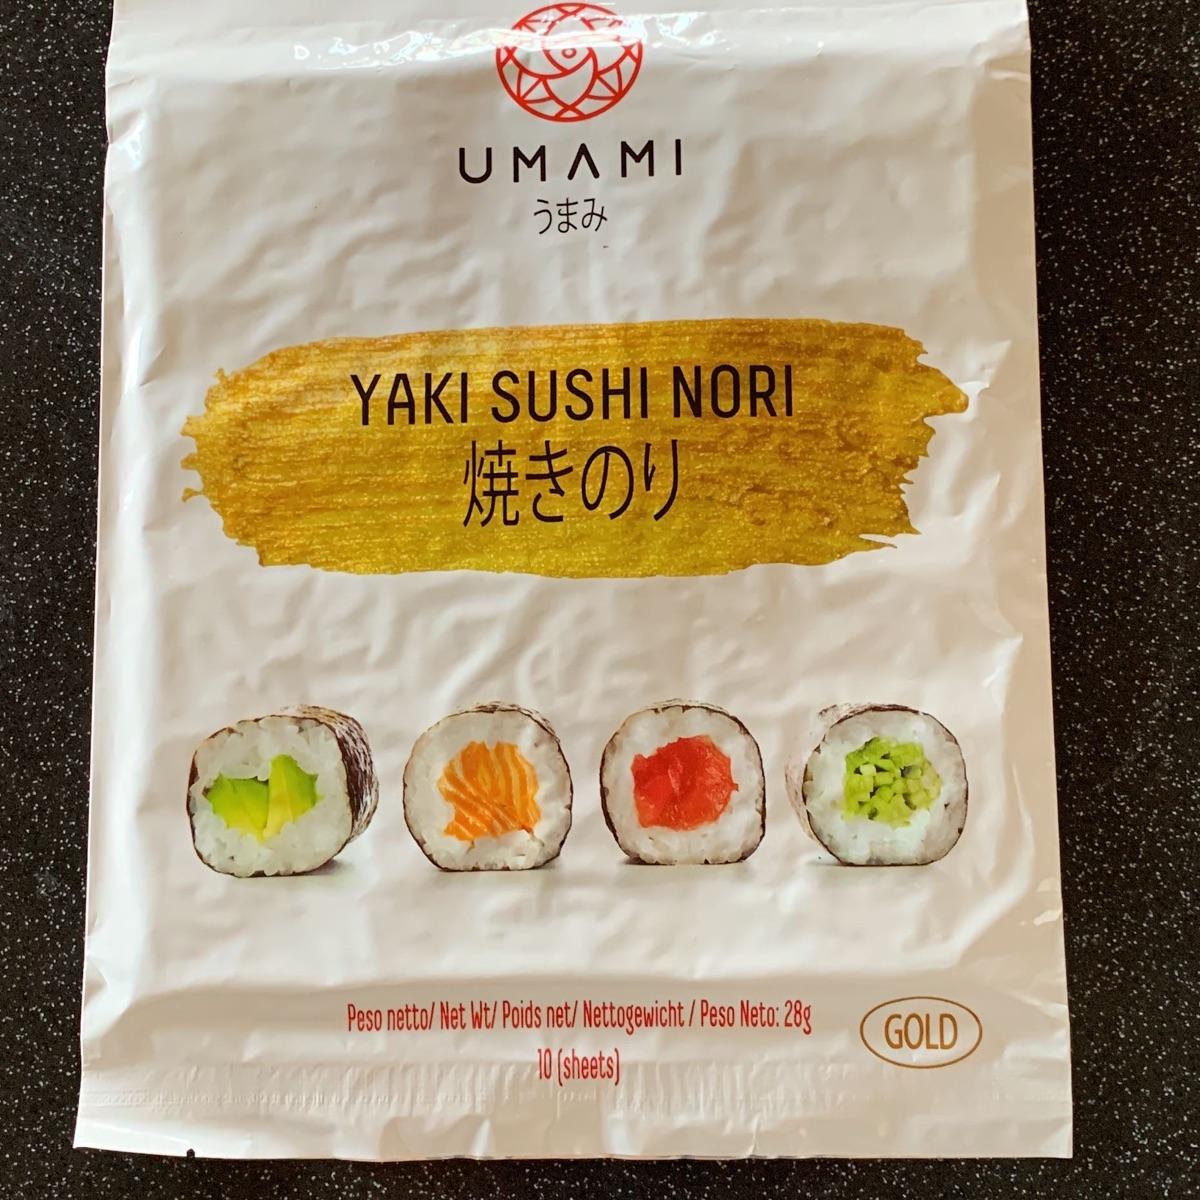 UMAMI
うまみ
YAKI SUSHI NORI
焼きのり
Peso netto/ Net Wt/ Poids net/ Nettogewicht / Peso Neto: 28g
10 (sheets)
GOLD